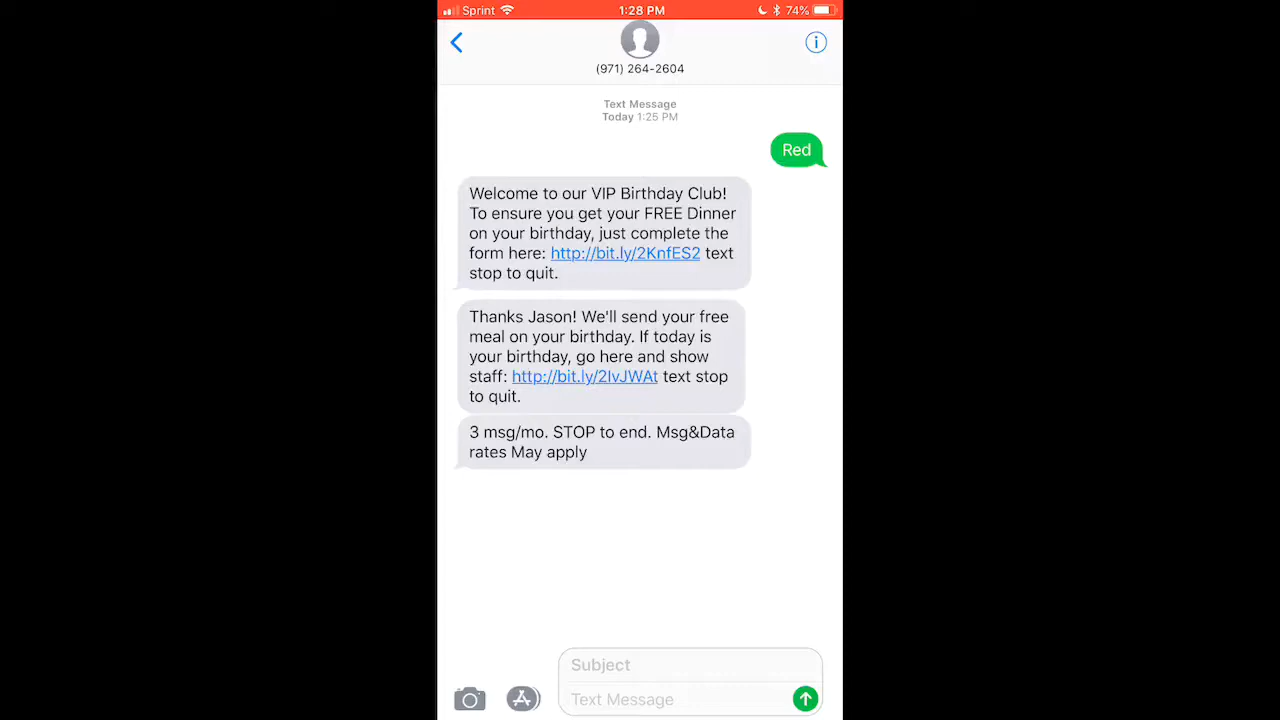 Sprint 1:28 PM 74%
(971) 264-2604
Text Message
Today 1:25 PM
Red
Welcome to our VIP Birthday Club!
To ensure you get your FREE Dinner
on your birthday, just complete the
form here: http://bit.ly/2KnfES2 text
stop to quit.
Thanks Jason! We'll send your free
meal on your birthday. If today is
your birthday, go here and show
staff: http://bit.ly/2IvJWAt text stop
to quit.
3 msg/mo. STOP to end. Msg&Data
rates May apply
Subject
Text Message